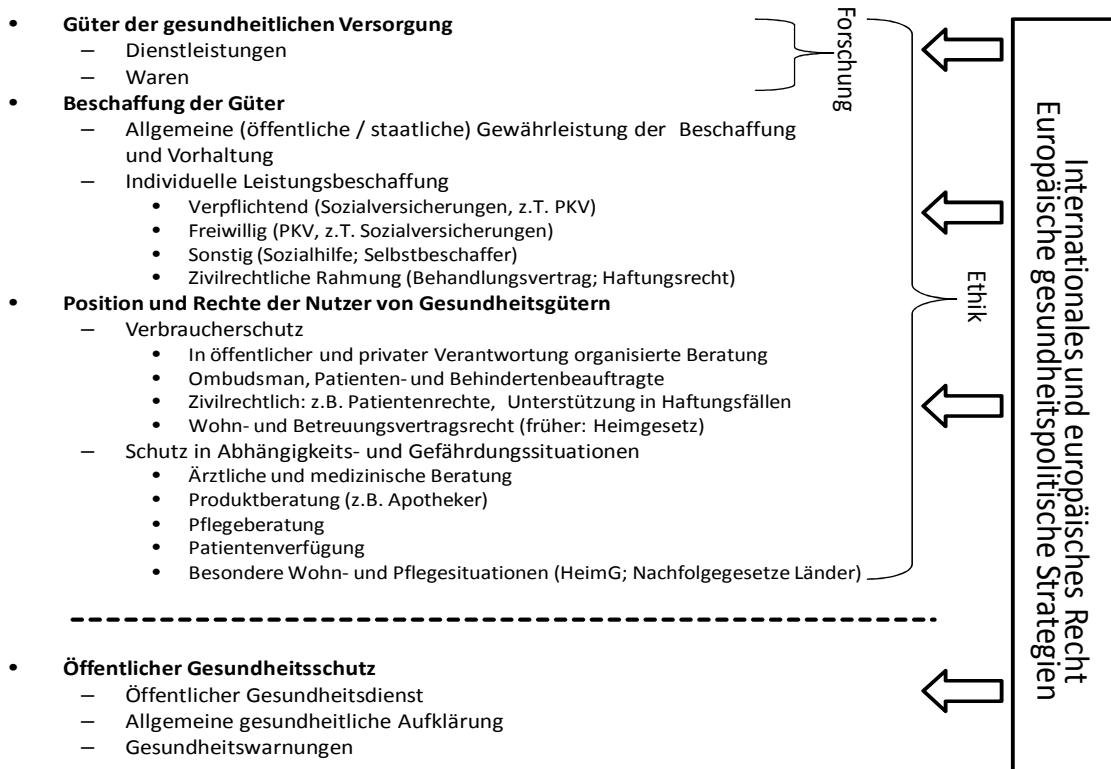 • Güter der gesundheitlichen Versorgung
– Dienstleistungen
– Waren
• Beschaffung der Güter
– Allgemeine (öffentliche / staatliche) Gewährleistung der Beschaffung
und Vorhaltung
– Individuelle Leistungsbeschaffung
• Verpflichtend (Sozialversicherungen, z.T. PKV)
• Freiwillig (PKV, z.T. Sozialversicherungen)
• Sonstig (Sozialhilfe; Selbstbeschaffer)
• Zivilrechtliche Rahmung (Behandlungsvertrag; Haftungsrecht)
• Position und Rechte der Nutzer von Gesundheitsgütern
– Verbraucherschutz
• In öffentlicher und privater Verantwortung organisierte Beratung
• Ombudsman, Patienten- und Behindertenbeauftragte
• Zivilrechtlich: z.B. Patientenrechte, Unterstützung in Haftungsfällen
• Wohn- und Betreuungsvertragsrecht (früher: Heimgesetz)
– Schutz in Abhängigkeits- und Gefährdungssituationen
• Ärztliche und medizinische Beratung
• Produktberatung (z.B. Apotheker)
• Pflegeberatung
• Patientenverfügung
• Besondere Wohn- und Pflegesituationen (HeimG; Nachfolgegesetze Länder)
• Öffentlicher Gesundheitsschutz
– Öffentlicher Gesundheitsdienst
– Allgemeine gesundheitliche Aufklärung
– Gesundheitswarnungen
Forschung
Ethik
Internationales und europäisches Recht
Europäische gesundheitspolitische Strategien